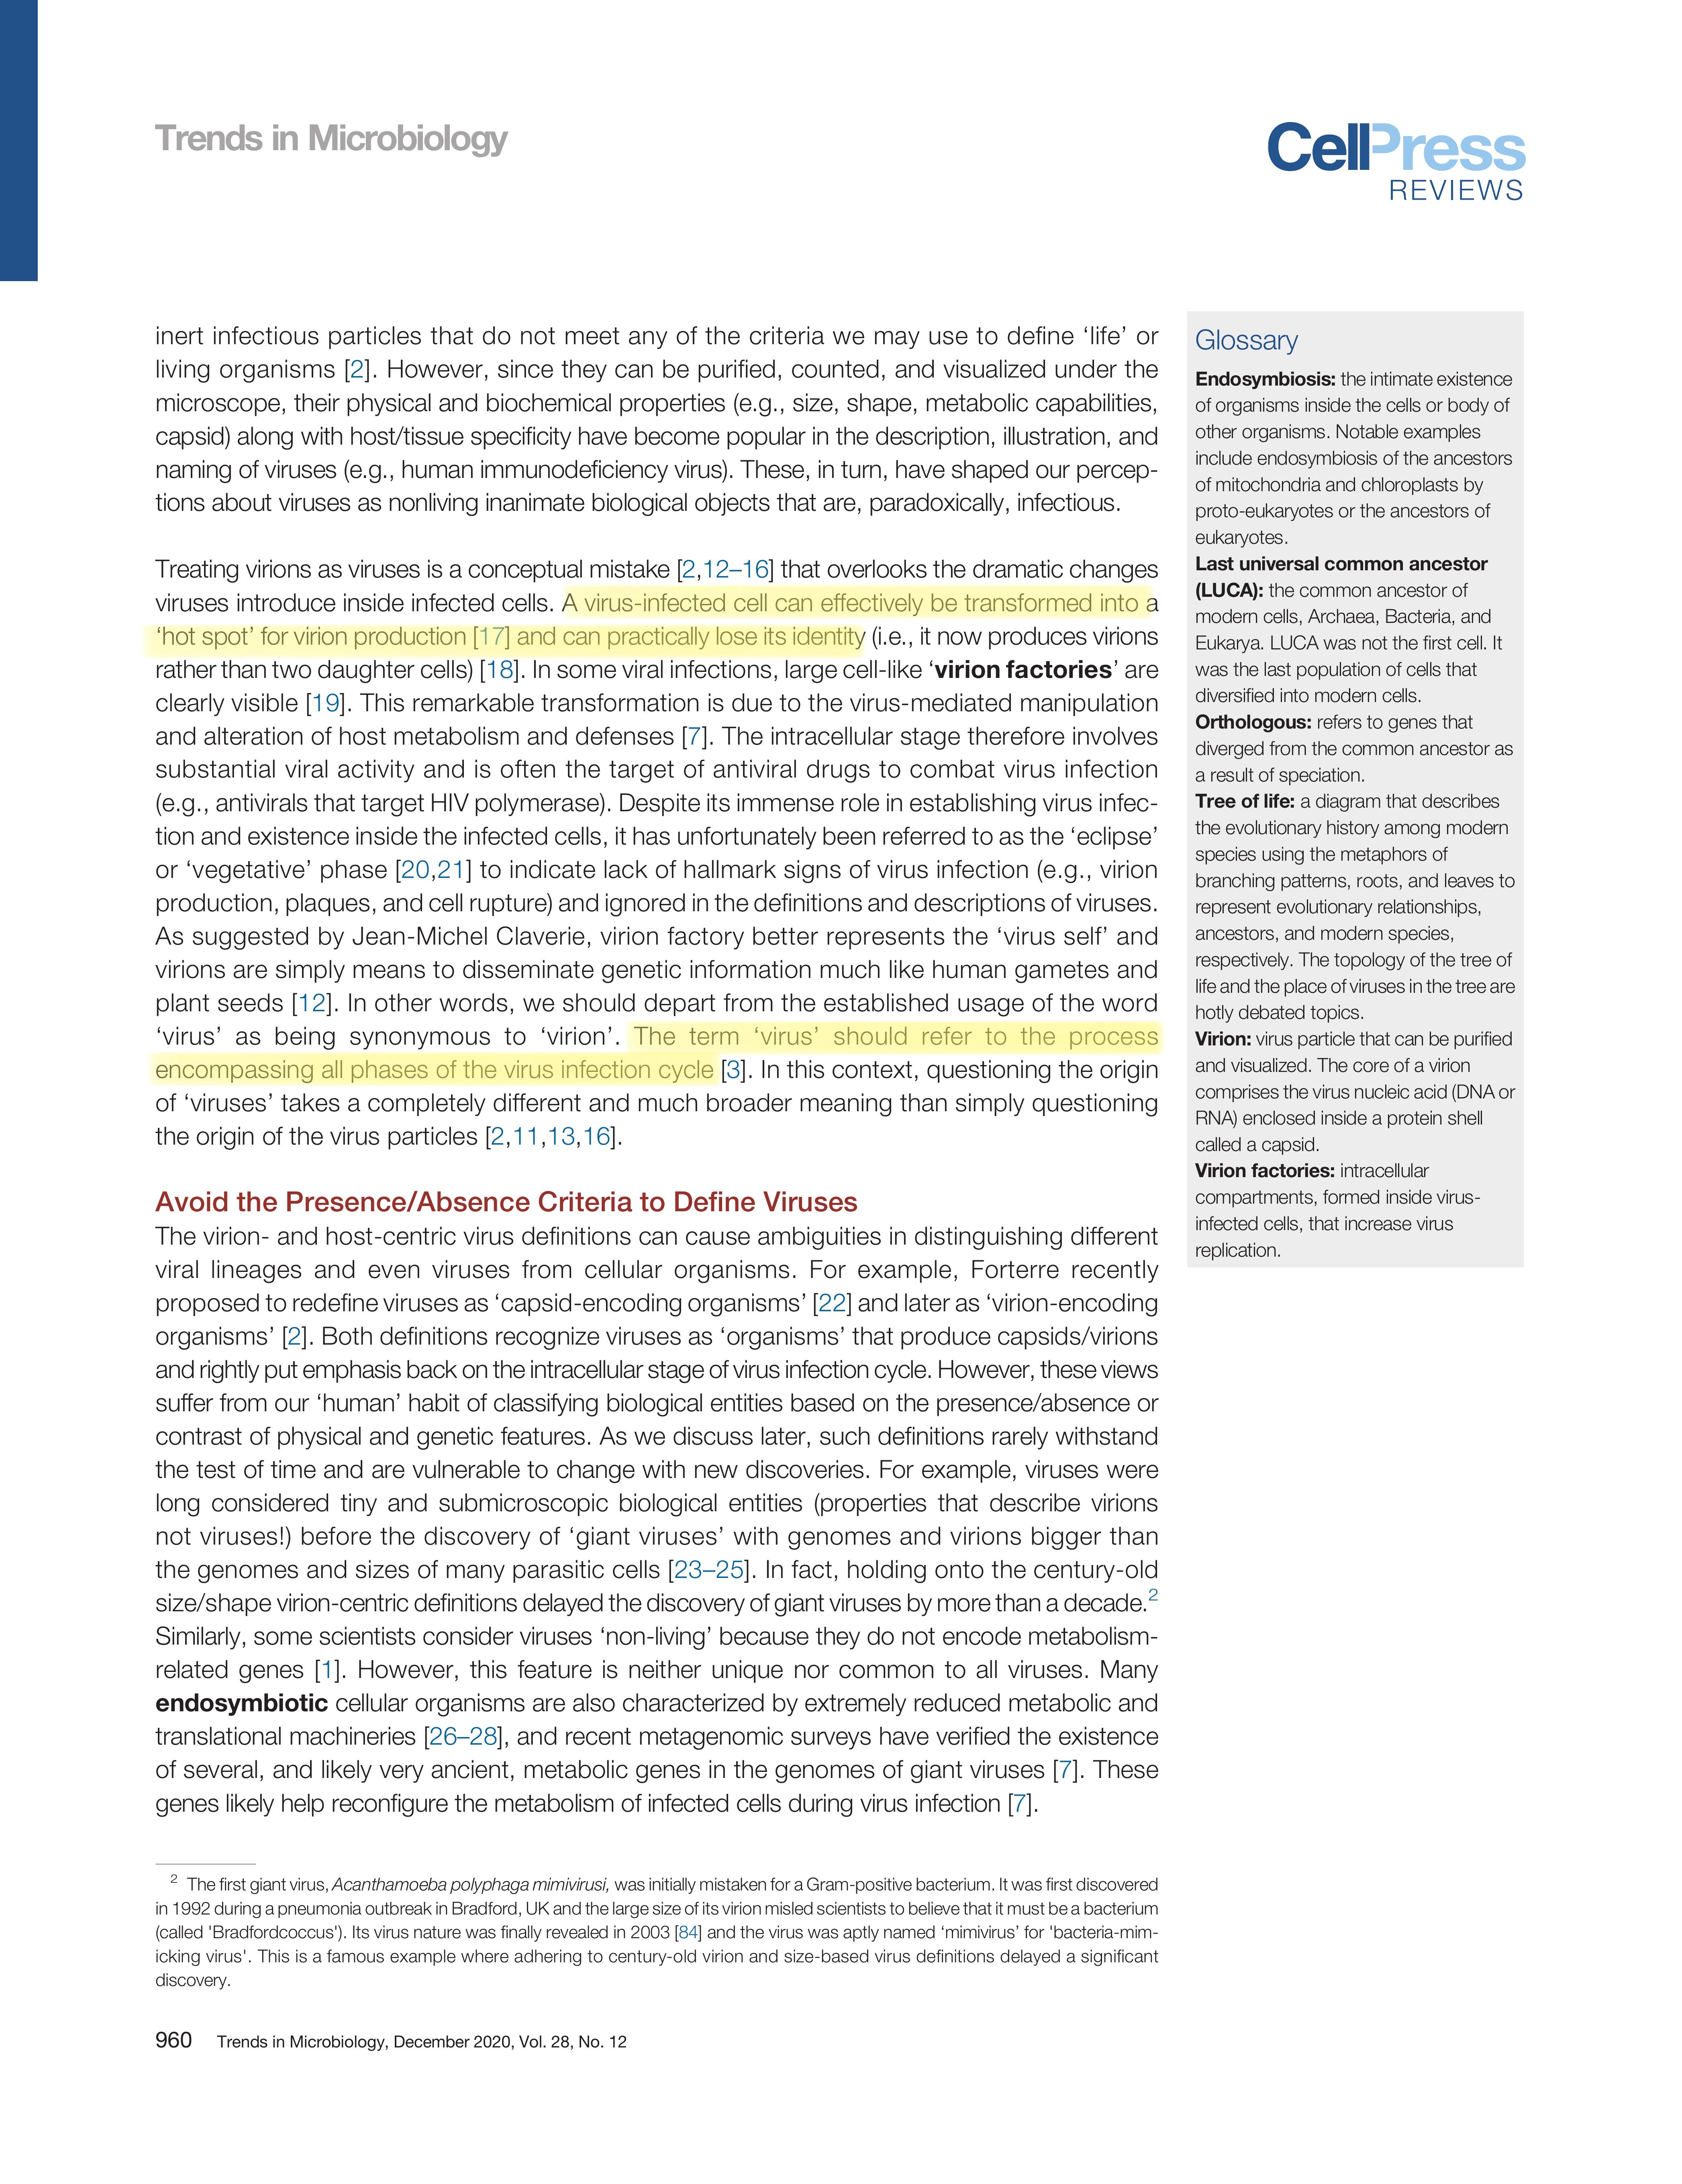 Trends in Microbiology
CellPress
REVIEWS
inert infectious particles that do not meet any of the criteria we may use to define ‘life’ or
living organisms [2]. However, since they can be purified, counted, and visualized under the
microscope, their physical and biochemical properties (e.g., size, shape, metabolic capabilities,
capsid) along with host/tissue specificity have become popular in the description, illustration, and
naming of viruses (e.g., human immunodeficiency virus). These, in turn, have shaped our percep-
tions about viruses as nonliving inanimate biological objects that are, paradoxically, infectious.
Treating virions as viruses is a conceptual mistake [2,12–16] that overlooks the dramatic changes
viruses introduce inside infected cells. A virus-infected cell can effectively be transformed into a
‘hot spot’ for virion production [17] and can practically lose its identity (i.e., it now produces virions
rather than two daughter cells) [18]. In some viral infections, large cell-like ‘virion factories’ are
clearly visible [19]. This remarkable transformation is due to the virus-mediated manipulation
and alteration of host metabolism and defenses [7]. The intracellular stage therefore involves
substantial viral activity and is often the target of antiviral drugs to combat virus infection
(e.g., antivirals that target HIV polymerase). Despite its immense role in establishing virus infec-
tion and existence inside the infected cells, it has unfortunately been referred to as the ‘eclipse’
or ‘vegetative’ phase [20,21] to indicate lack of hallmark signs of virus infection (e.g., virion
production, plaques, and cell rupture) and ignored in the definitions and descriptions of viruses.
As suggested by Jean-Michel Claverie, virion factory better represents the ‘virus self’ and
virions are simply means to disseminate genetic information much like human gametes and
plant seeds [12]. In other words, we should depart from the established usage of the word
‘virus’ as being synonymous to ‘virion’. The term ‘virus’ should refer to the process
encompassing all phases of the virus infection cycle [3]. In this context, questioning the origin
of ‘viruses’ takes a completely different and much broader meaning than simply questioning
the origin of the virus particles [2,11,13,16].
Avoid the Presence/Absence Criteria to Define Viruses
The virion- and host-centric virus definitions can cause ambiguities in distinguishing different
viral lineages and even viruses from cellular organisms. For example, Forterre recently
proposed to redefine viruses as ‘capsid-encoding organisms’ [22] and later as ‘virion-encoding
organisms’ [2]. Both definitions recognize viruses as ‘organisms’ that produce capsids/virions
and rightly put emphasis back on the intracellular stage of virus infection cycle. However, these views
suffer from our ‘human’ habit of classifying biological entities based on the presence/absence or
contrast of physical and genetic features. As we discuss later, such definitions rarely withstand
the test of time and are vulnerable to change with new discoveries. For example, viruses were
long considered tiny and submicroscopic biological entities (properties that describe virions
not viruses!) before the discovery of ‘giant viruses’ with genomes and virions bigger than
the genomes and sizes of many parasitic cells [23–25]. In fact, holding onto the century-old
size/shape virion-centric definitions delayed the discovery of giant viruses by more than a decade.2
Similarly, some scientists consider viruses ‘non-living’ because they do not encode metabolism-
related genes [1]. However, this feature is neither unique nor common to all viruses. Many
endosymbiotic cellular organisms are also characterized by extremely reduced metabolic and
translational machineries [26–28], and recent metagenomic surveys have verified the existence
of several, and likely very ancient, metabolic genes in the genomes of giant viruses [7]. These
genes likely help reconfigure the metabolism of infected cells during virus infection [7].
2 The first giant virus, Acanthamoeba polyphaga mimivirusi, was initially mistaken for a Gram-positive bacterium. It was first discovered
in 1992 during a pneumonia outbreak in Bradford, UK and the large size of its virion misled scientists to believe that it must be a bacterium
(called 'Bradfordcoccus'). Its virus nature was finally revealed in 2003 [84] and the virus was aptly named ‘mimivirus’ for 'bacteria-mim-
icking virus'. This is a famous example where adhering to century-old virion and size-based virus definitions delayed a significant
discovery.
Glossary
Endosymbiosis: the intimate existence
of organisms inside the cells or body of
other organisms. Notable examples
include endosymbiosis of the ancestors
of mitochondria and chloroplasts by
proto-eukaryotes or the ancestors of
eukaryotes.
Last universal common ancestor
(LUCA): the common ancestor of
modern cells, Archaea, Bacteria, and
Eukarya. LUCA was not the first cell. It
was the last population of cells that
diversified into modern cells.
Orthologous: refers to genes that
diverged from the common ancestor as
a result of speciation.
Tree of life: a diagram that describes
the evolutionary history among modern
species using the metaphors of
branching patterns, roots, and leaves to
represent evolutionary relationships,
ancestors, and modern species,
respectively. The topology of the tree of
life and the place of viruses in the tree are
hotly debated topics.
Virion: virus particle that can be purified
and visualized. The core of a virion
comprises the virus nucleic acid (DNA or
RNA) enclosed inside a protein shell
called a capsid.
Virion factories: intracellular
compartments, formed inside virus-
infected cells, that increase virus
replication.
960 Trends in Microbiology, December 2020, Vol. 28, No. 12